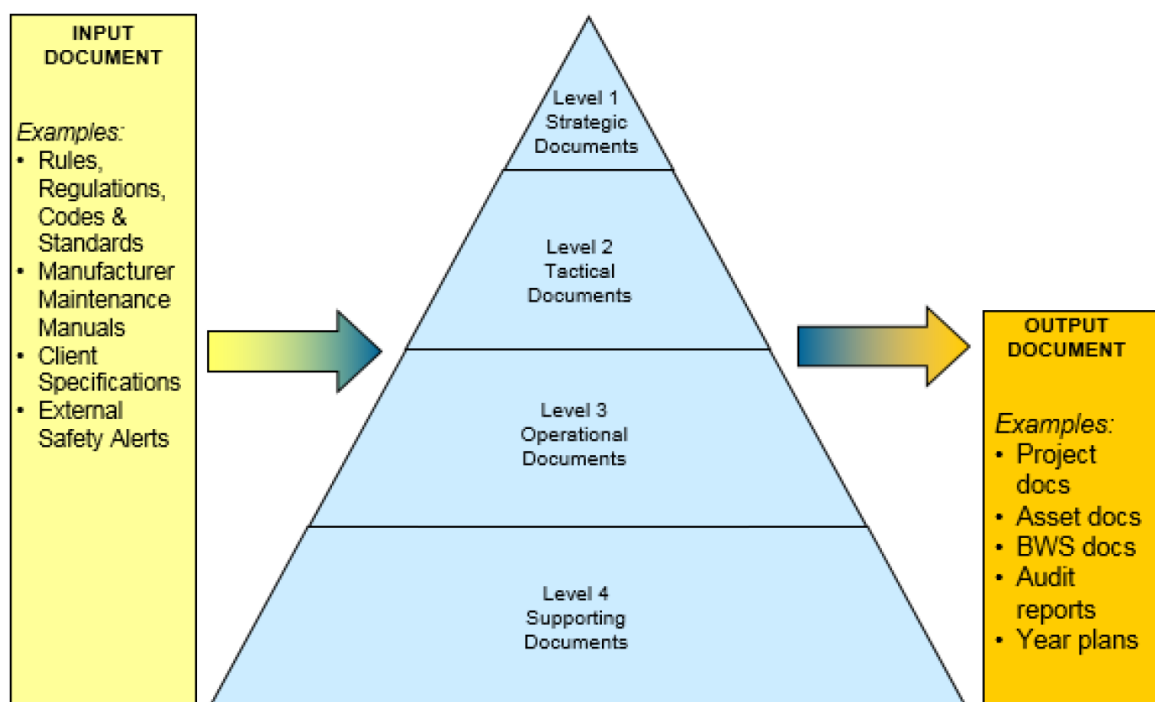 INPUT
DOCUMENT
Examples:
• Rules,
Regulations,
Codes &
Standards
• Manufacturer
Maintenance
Manuals
• Client
Specifications
• External
Safety Alerts
Level 1
Strategic
Documents
Level 2
Tactical
Documents
Level 3
Operational
Documents
Level 4
Supporting
Documents
OUTPUT
DOCUMENT
Examples:
• Project
docs
• Asset docs
• BWS docs
• Audit
reports
• Year plans